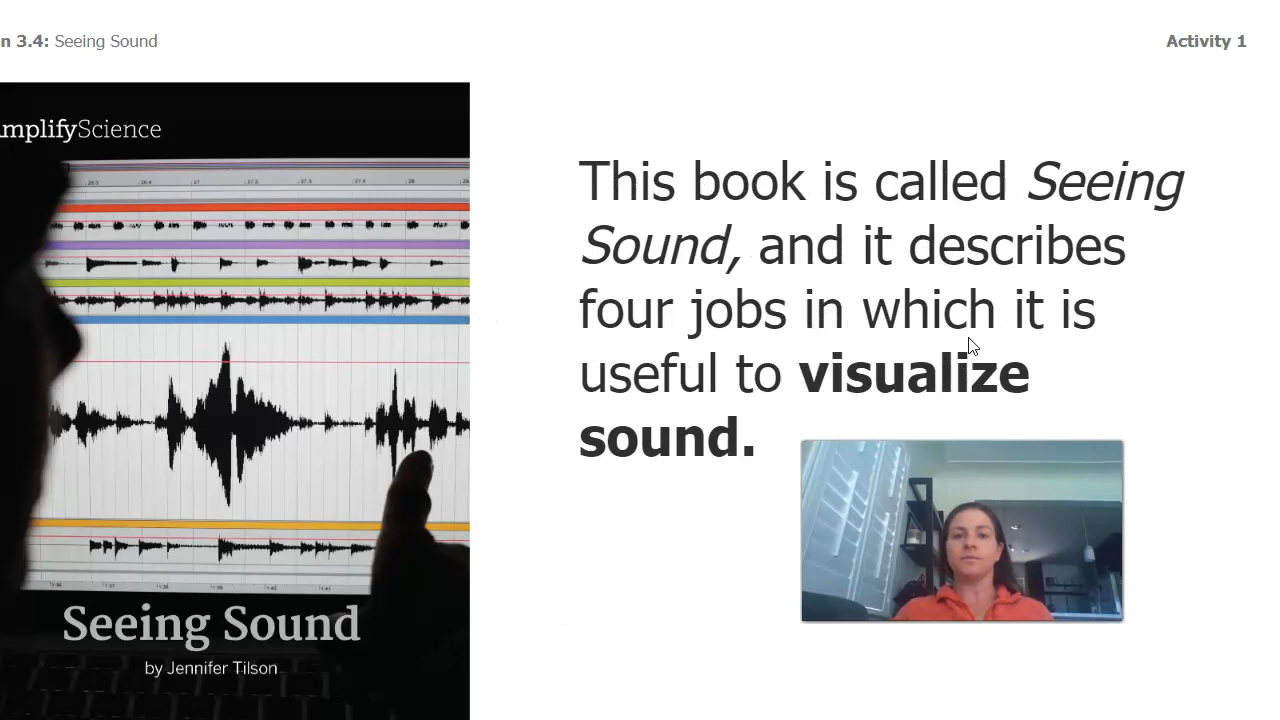 n 3.4: Seeing Sound
Activity 1
mplifyScience
This book is called Seeing
Sound, and it describes
four jobs in which it is
useful to visualize
sound.
Seeing Sound
by Jennifer Tilson